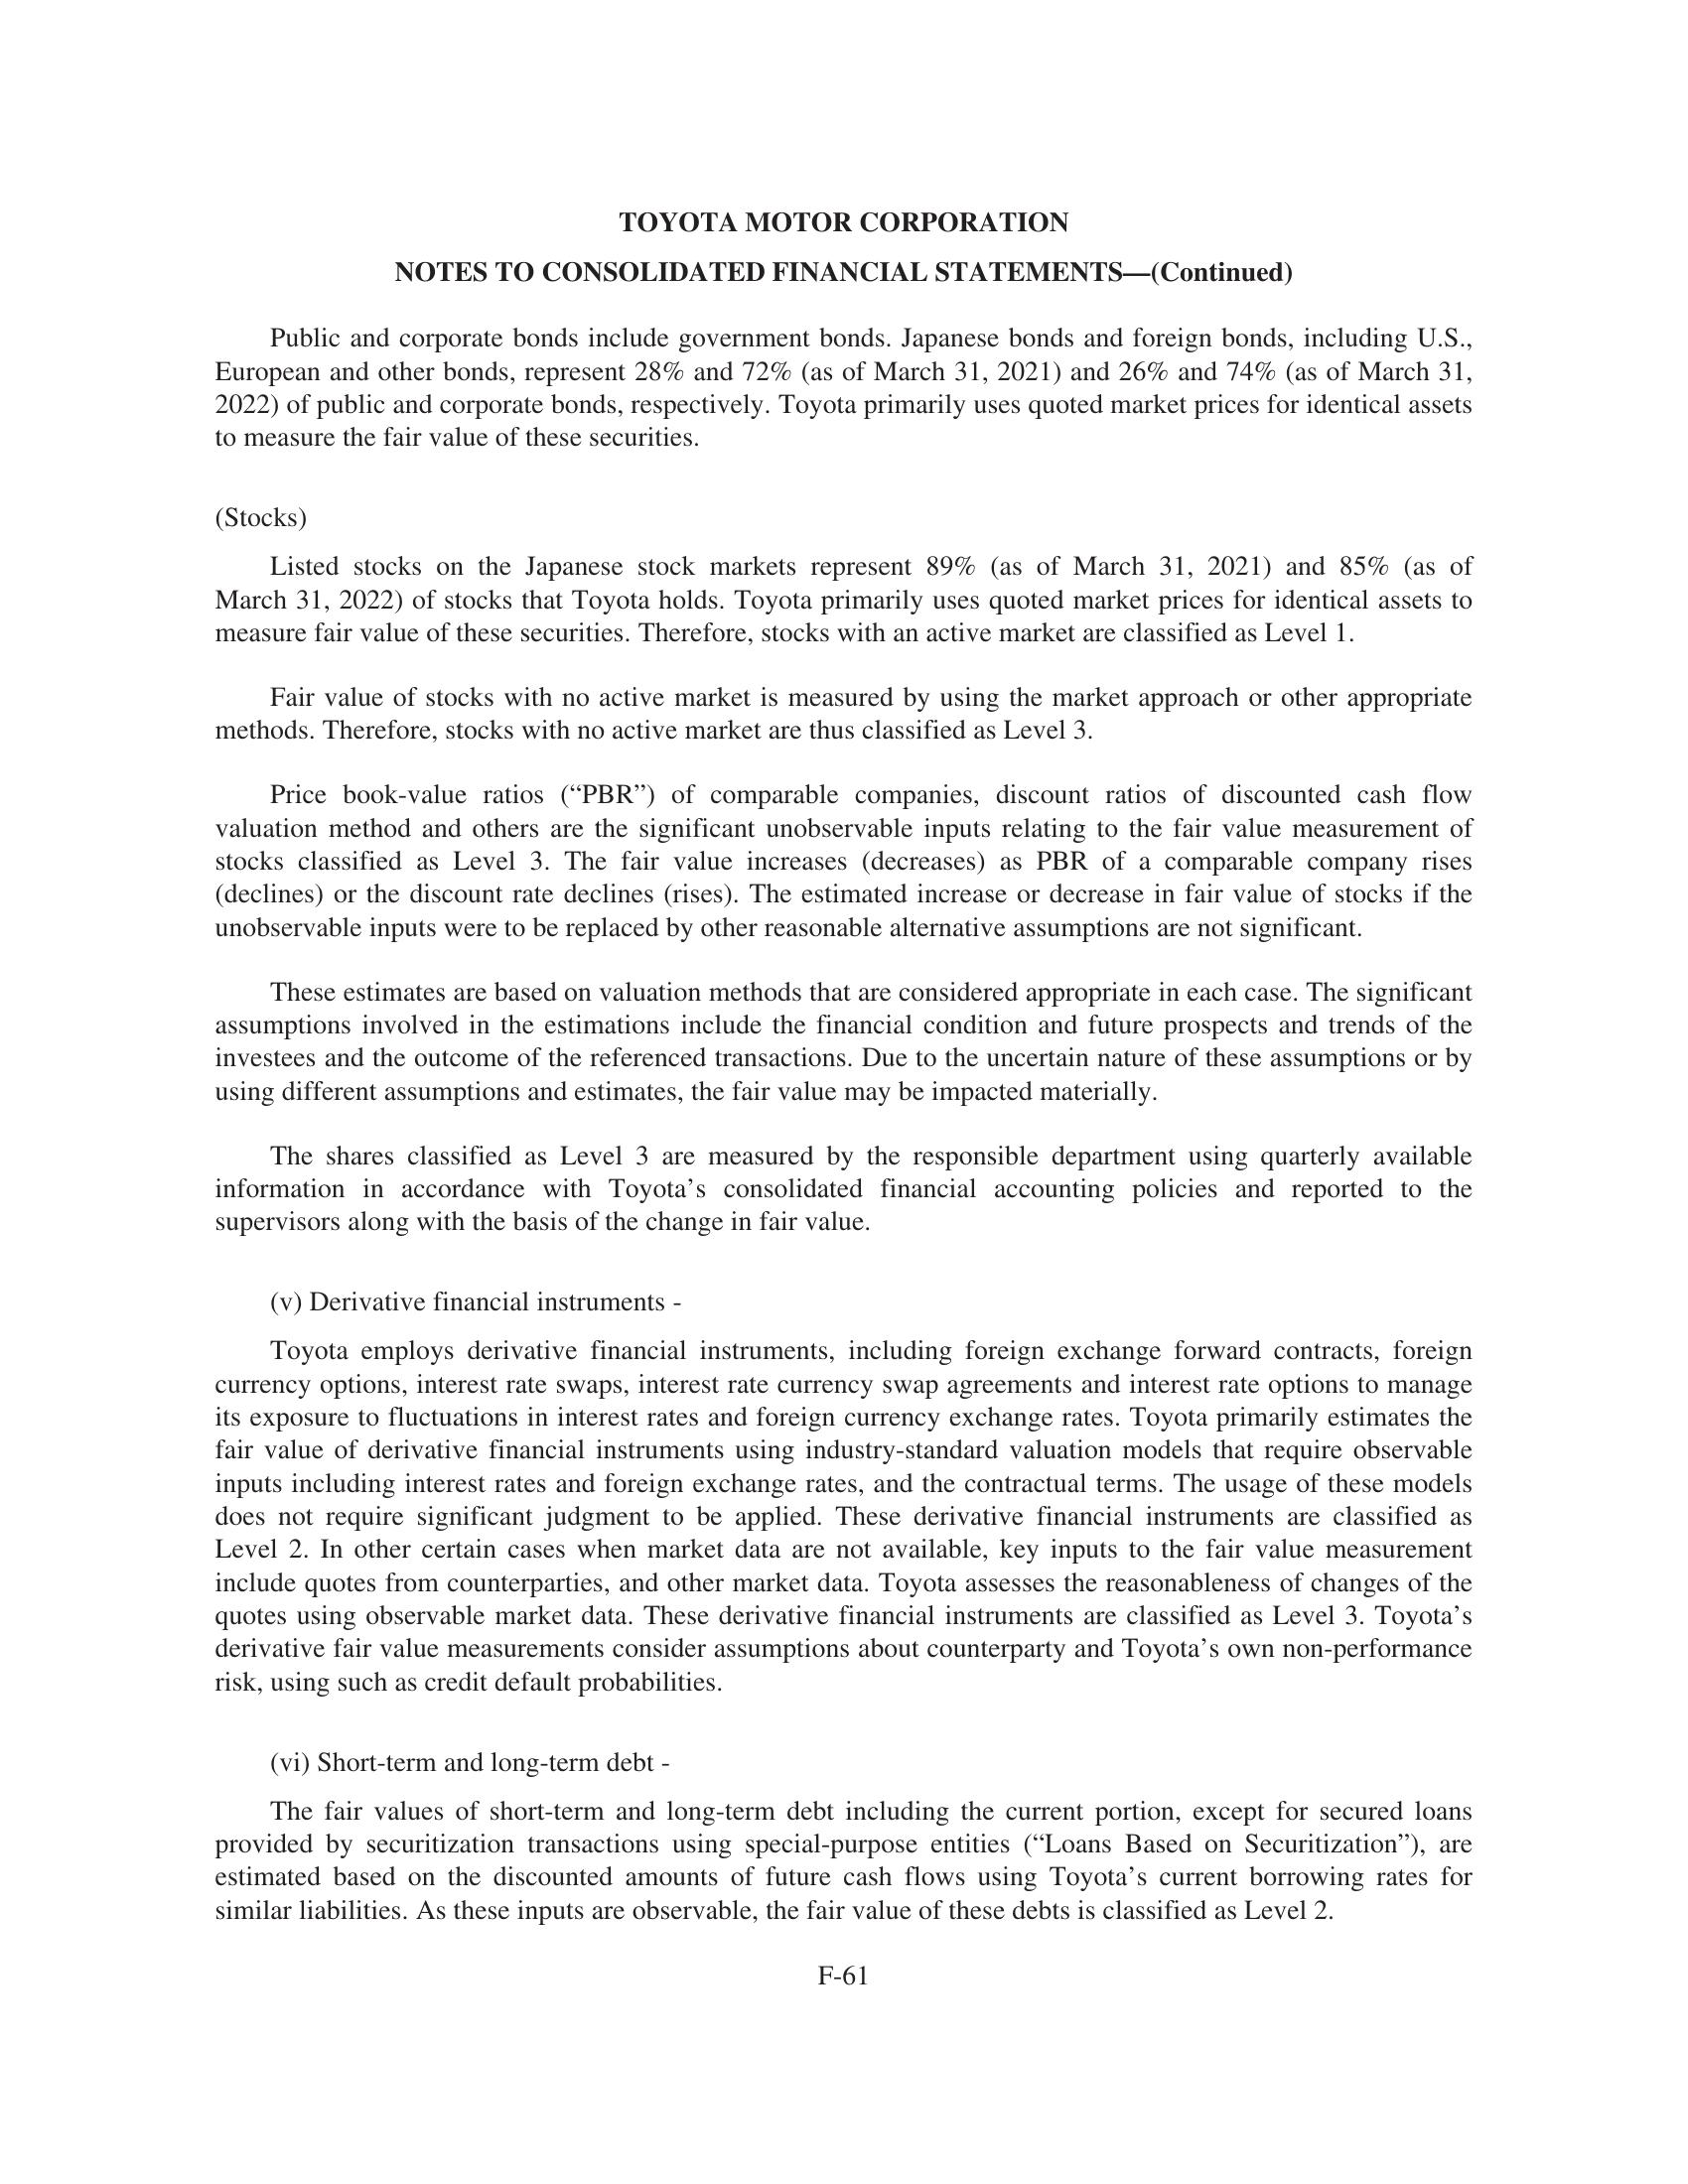 TOYOTA MOTOR CORPORATION
NOTES TO CONSOLIDATED FINANCIAL STATEMENTS—(Continued)
Public and corporate bonds include government bonds. Japanese bonds and foreign bonds, including U.S.,
European and other bonds, represent 28% and 72% (as of March 31, 2021) and 26% and 74% (as of March 31,
2022) of public and corporate bonds, respectively. Toyota primarily uses quoted market prices for identical assets
to measure the fair value of these securities.
(Stocks)
Listed stocks on the Japanese stock markets represent 89% (as of March 31, 2021) and 85% (as of
March 31, 2022) of stocks that Toyota holds. Toyota primarily uses quoted market prices for identical assets to
measure fair value of these securities. Therefore, stocks with an active market are classified as Level 1.
Fair value of stocks with no active market is measured by using the market approach or other appropriate
methods. Therefore, stocks with no active market are thus classified as Level 3.
Price book-value ratios (“PBR”) of comparable companies, discount ratios of discounted cash flow
valuation method and others are the significant unobservable inputs relating to the fair value measurement of
stocks classified as Level 3. The fair value increases (decreases) as PBR of a comparable company rises
(declines) or the discount rate declines (rises). The estimated increase or decrease in fair value of stocks if the
unobservable inputs were to be replaced by other reasonable alternative assumptions are not significant.
These estimates are based on valuation methods that are considered appropriate in each case. The significant
assumptions involved in the estimations include the financial condition and future prospects and trends of the
investees and the outcome of the referenced transactions. Due to the uncertain nature of these assumptions or by
using different assumptions and estimates, the fair value may be impacted materially.
The shares classified as Level 3 are measured by the responsible department using quarterly available
information in accordance with Toyota’s consolidated financial accounting policies and reported to the
supervisors along with the basis of the change in fair value.
(v) Derivative financial instruments -
Toyota employs derivative financial instruments, including foreign exchange forward contracts, foreign
currency options, interest rate swaps, interest rate currency swap agreements and interest rate options to manage
its exposure to fluctuations in interest rates and foreign currency exchange rates. Toyota primarily estimates the
fair value of derivative financial instruments using industry-standard valuation models that require observable
inputs including interest rates and foreign exchange rates, and the contractual terms. The usage of these models
does not require significant judgment to be applied. These derivative financial instruments are classified as
Level 2. In other certain cases when market data are not available, key inputs to the fair value measurement
include quotes from counterparties, and other market data. Toyota assesses the reasonableness of changes of the
quotes using observable market data. These derivative financial instruments are classified as Level 3. Toyota’s
derivative fair value measurements consider assumptions about counterparty and Toyota’s own non-performance
risk, using such as credit default probabilities.
(vi) Short-term and long-term debt -
The fair values of short-term and long-term debt including the current portion, except for secured loans
provided by securitization transactions using special-purpose entities (“Loans Based on Securitization”), are
estimated based on the discounted amounts of future cash flows using Toyota’s current borrowing rates for
similar liabilities. As these inputs are observable, the fair value of these debts is classified as Level 2.
F-61